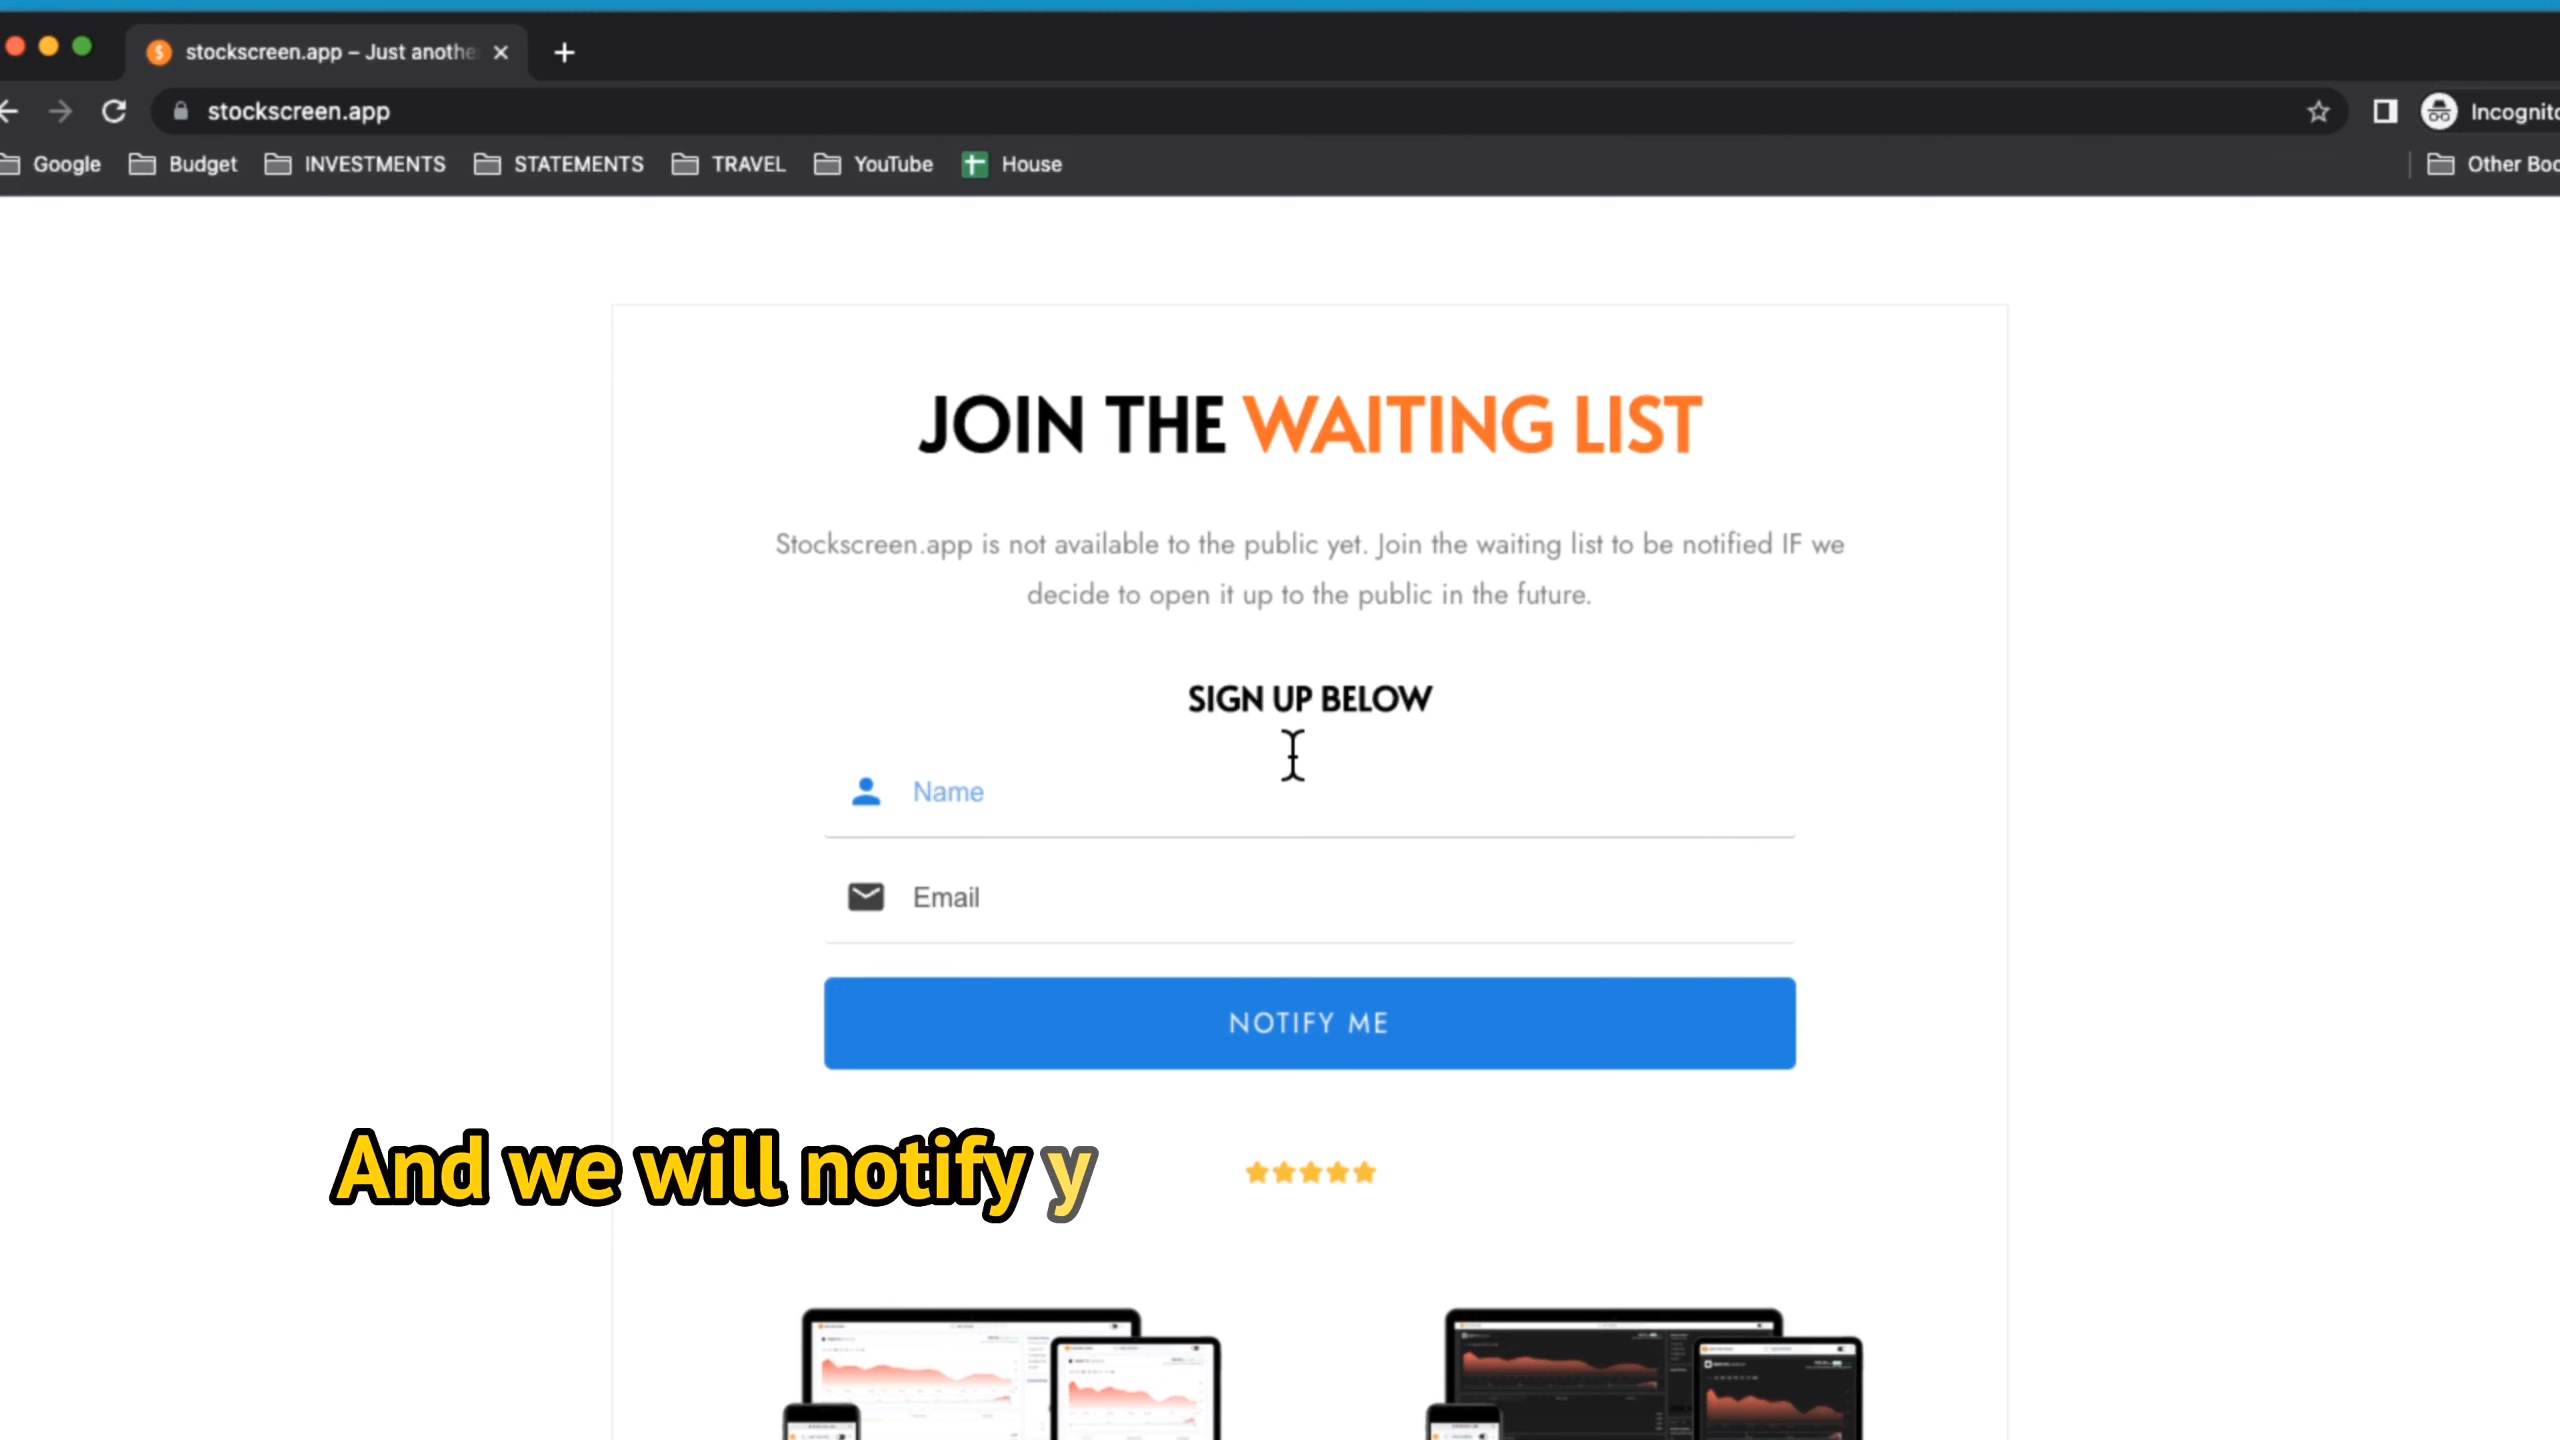 stockscreen.app – Just anothe
stockscreen.app
Incognito
Google Budget INVESTMENTS STATEMENTS TRAVEL YouTube House Other Boo
JOIN THE WAITING LIST
Stockscreen.app is not available to the public yet. Join the waiting list to be notified IF we
decide to open it up to the public in the future.
SIGN UP BELOW
Name
Email
NOTIFY ME
And we will notify y